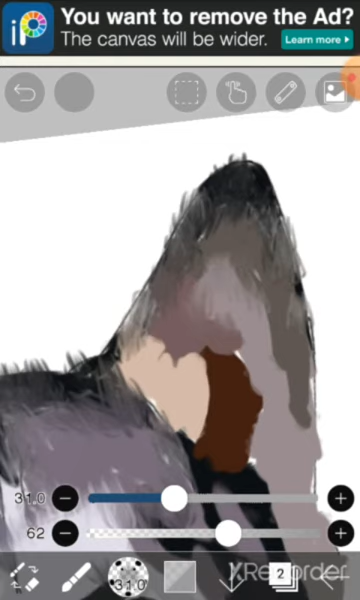 You want to remove the Ad?
The canvas will be wider.
Learn more
iP
31.0
62
31.0
2
XRecorder